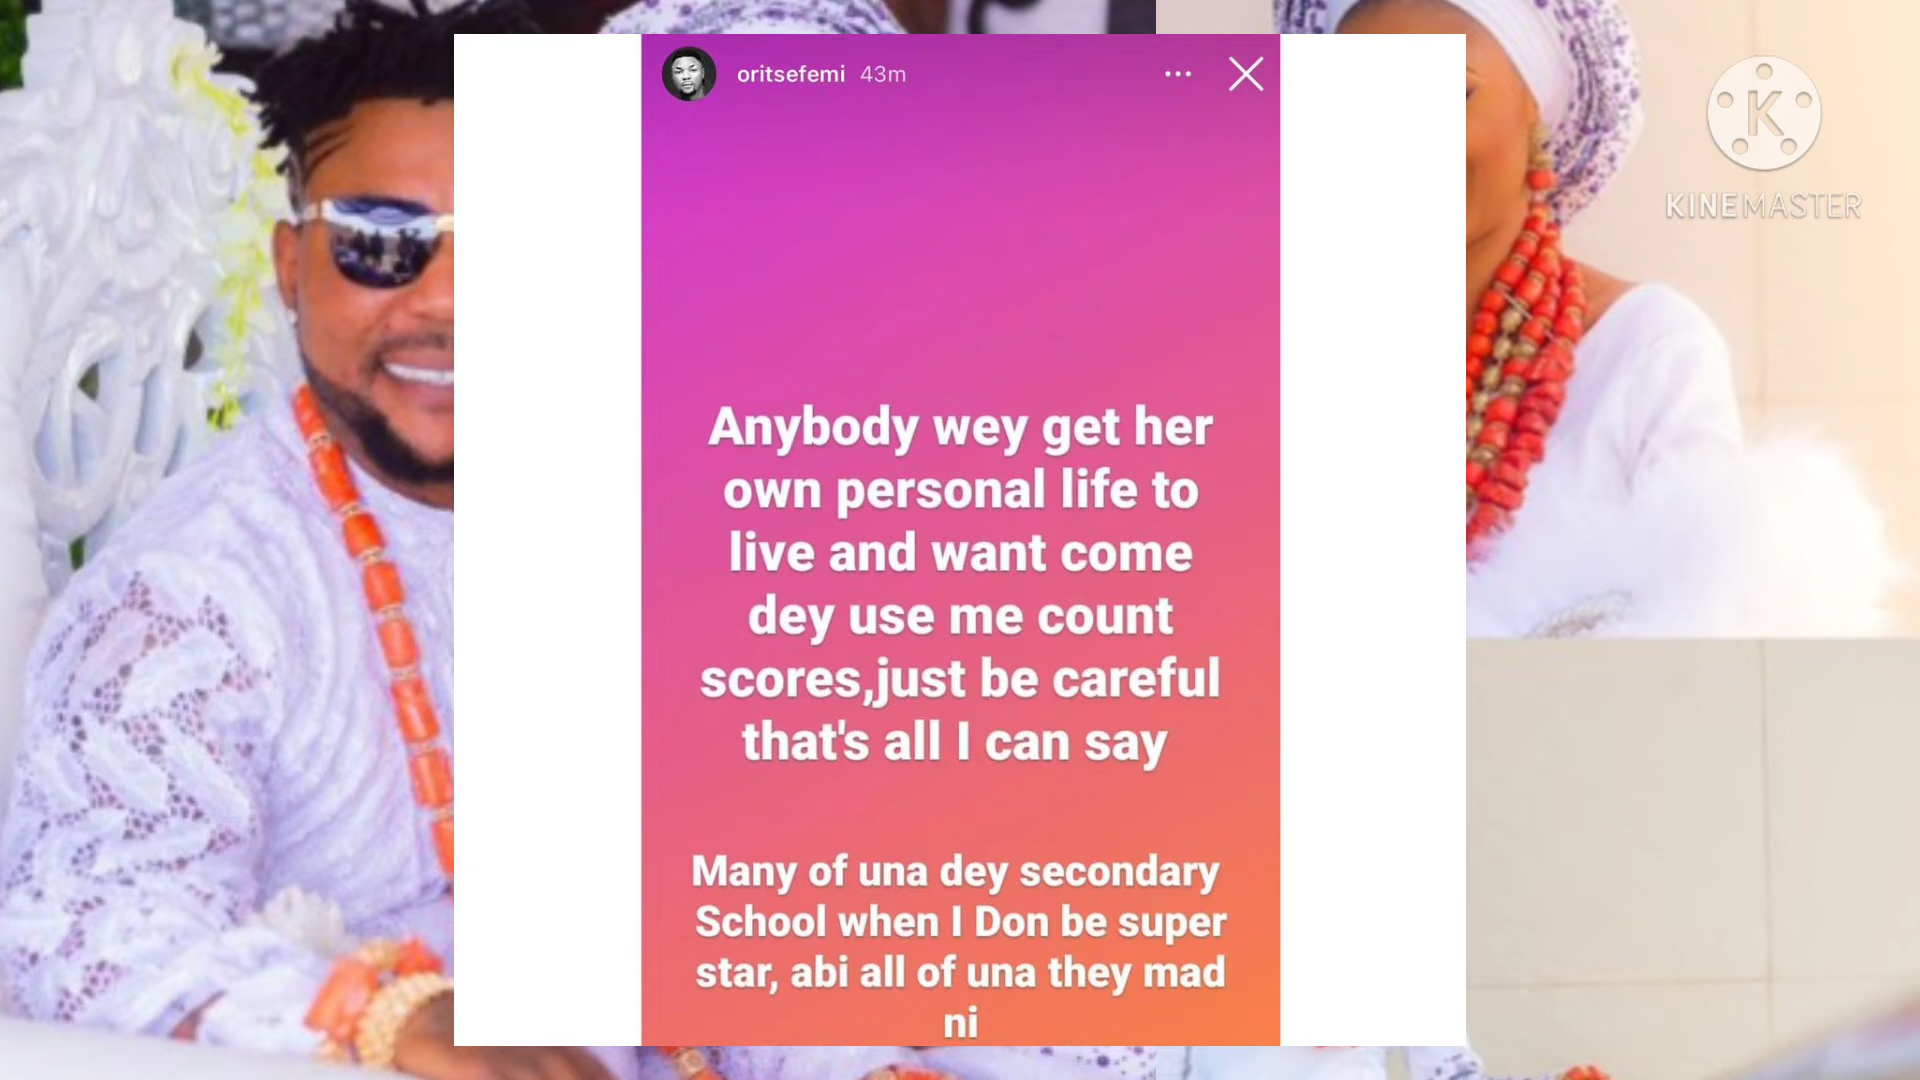 oritsefemi 43m
K
KINEMASTER
Anybody wey get her
own personal life to
live and want come
dey use me count
scores,just be careful
that's all I can say
Many of una dey secondary
School when I Don be super
star, abi all of una they mad
ni